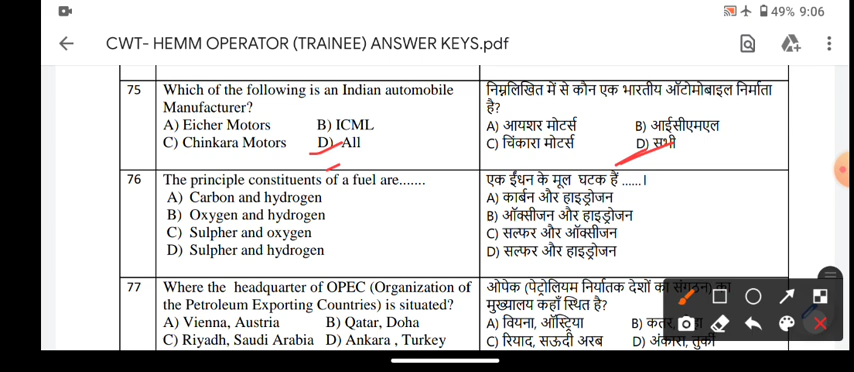 49% 9:06
CWT- HEMM OPERATOR (TRAINEE) ANSWER KEYS.pdf
75
Which of the following is an Indian automobile
Manufacturer?
A) Eicher Motors B) ICML
C) Chinkara Motors D) All
निम्नलिखित में से कौन एक भारतीय ऑटोमोबाइल निर्माता
है?
A) आयशर मोटर्स B) आईसीएमएल
C) चिंकारा मोटर्स D) सभी
76
The principle constituents of a fuel are.......
A) Carbon and hydrogen
B) Oxygen and hydrogen
C) Sulpher and oxygen
D) Sulpher and hydrogen
एक ईंधन के मूल घटक हैं ......।
A) कार्बन और हाइड्रोजन
B) ऑक्सीजन और हाइड्रोजन
C) सल्फर और ऑक्सीजन
D) सल्फर और हाइड्रोजन
77
Where the headquarter of OPEC (Organization of
the Petroleum Exporting Countries) is situated?
A) Vienna, Austria B) Qatar, Doha
C) Riyadh, Saudi Arabia D) Ankara , Turkey
ओपेक (पेट्रोलियम निर्यातक देशों का संगठन) का
मुख्यालय कहाँ स्थित है?
A) वियना, ऑस्ट्रिया B)
C) रियाद, सऊदी अरब D) अंकारा, तुर्की